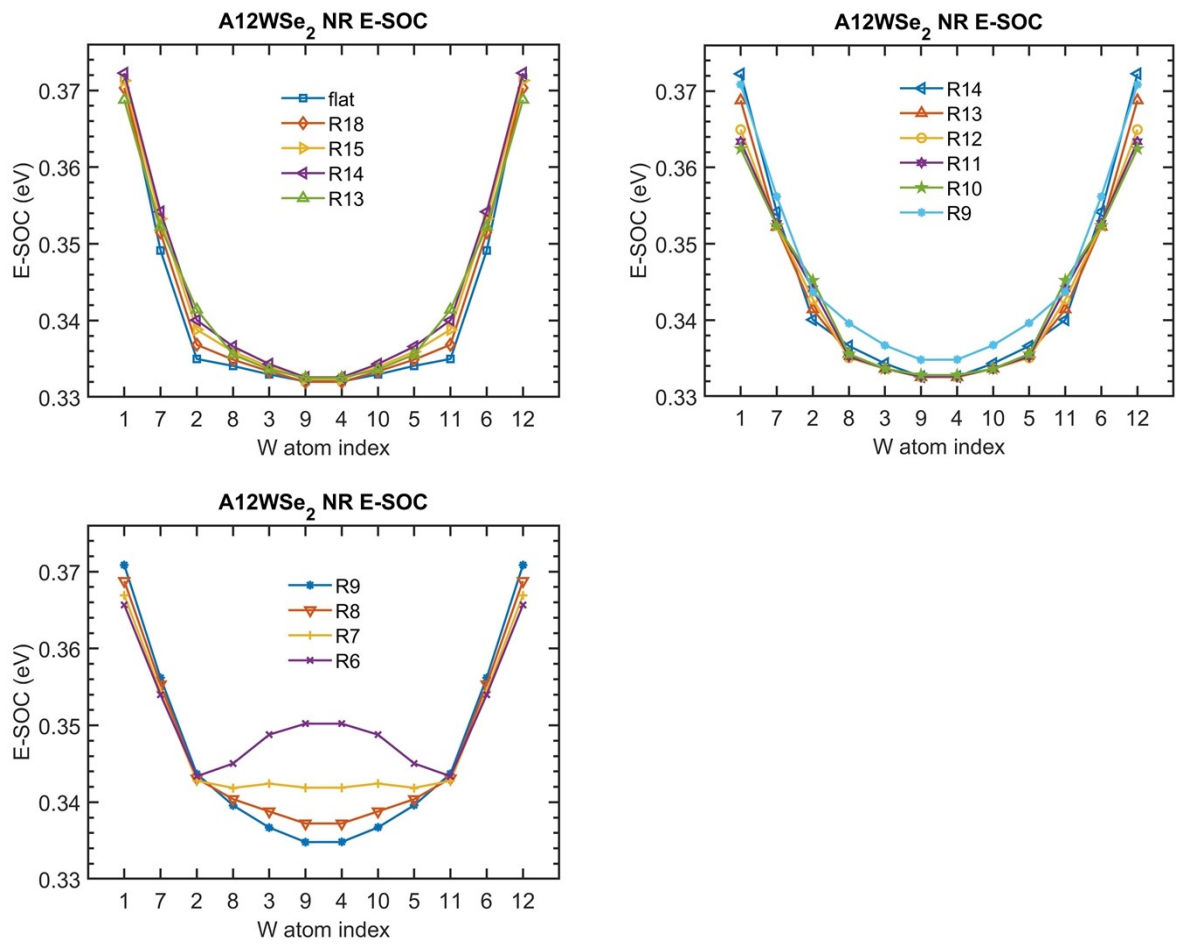 A12WSe₂ NR E-SOC
E-SOC (eV)
0.37
0.36
0.35
0.34
0.33
flat
R18
R15
R14
R13
1 7 2 8 3 9 4 10 5 11 6 12
W atom index
A12WSe₂ NR E-SOC
E-SOC (eV)
0.37
0.36
0.35
0.34
0.33
R14
R13
R12
R11
R10
R9
1 7 2 8 3 9 4 10 5 11 6 12
W atom index
A12WSe₂ NR E-SOC
E-SOC (eV)
0.37
0.36
0.35
0.34
0.33
R9
R8
R7
R6
1 7 2 8 3 9 4 10 5 11 6 12
W atom index